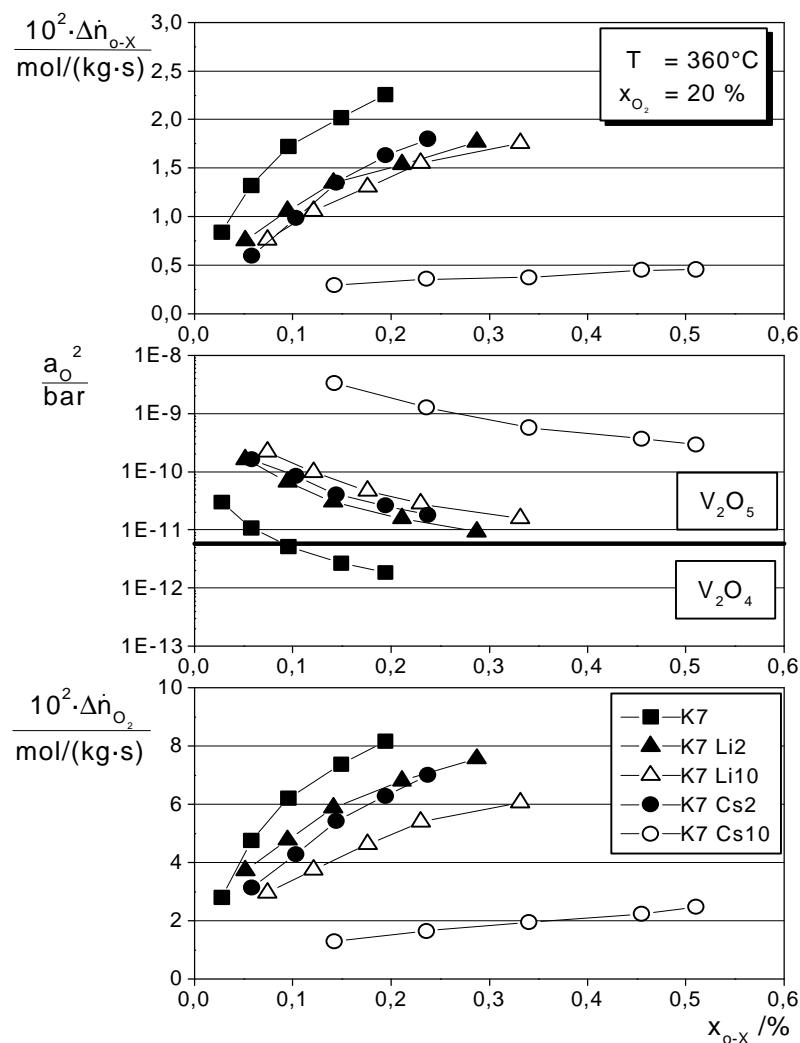 10²·Δṅₒ₋ₓ
mol/(kg·s)
3,0
2,5
2,0
1,5
1,0
0,5
0,0
T = 360°C
x_O₂ = 20 %
0,0 0,1 0,2 0,3 0,4 0,5 0,6
a_O²
bar
1E-8
1E-9
1E-10
1E-11
1E-12
1E-13
V₂O₅
V₂O₄
0,0 0,1 0,2 0,3 0,4 0,5 0,6
10²·Δṅ_O₂
mol/(kg·s)
10
8
6
4
2
0
K7
K7 Li2
K7 Li10
K7 Cs2
K7 Cs10
0,0 0,1 0,2 0,3 0,4 0,5 0,6
xₒ₋ₓ /%